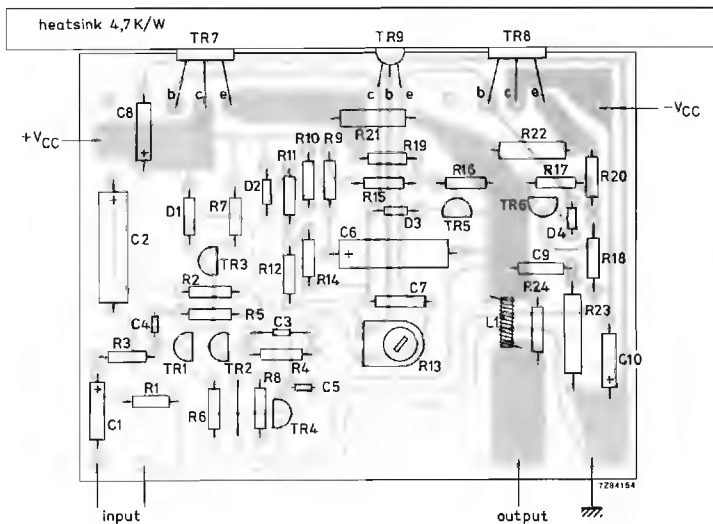 heatsink 4,7 K/W
TR7
TR9
TR8
b c e
c b e
b c e
C8
-VCC
+VCC
R21
R22
R10 R9
R19
R11
R16
R17
R20
D2
R15
D1
R7
D3
TR5
TR6
D4
C2
C6
TR3
R12
R14
C9
R18
R2
R24
C7
R23
R5
L1
C4
C3
R3
R13
C10
TR1
TR2
R4
R8
C5
R1
R6
C1
TR4
7Z84154
input
output